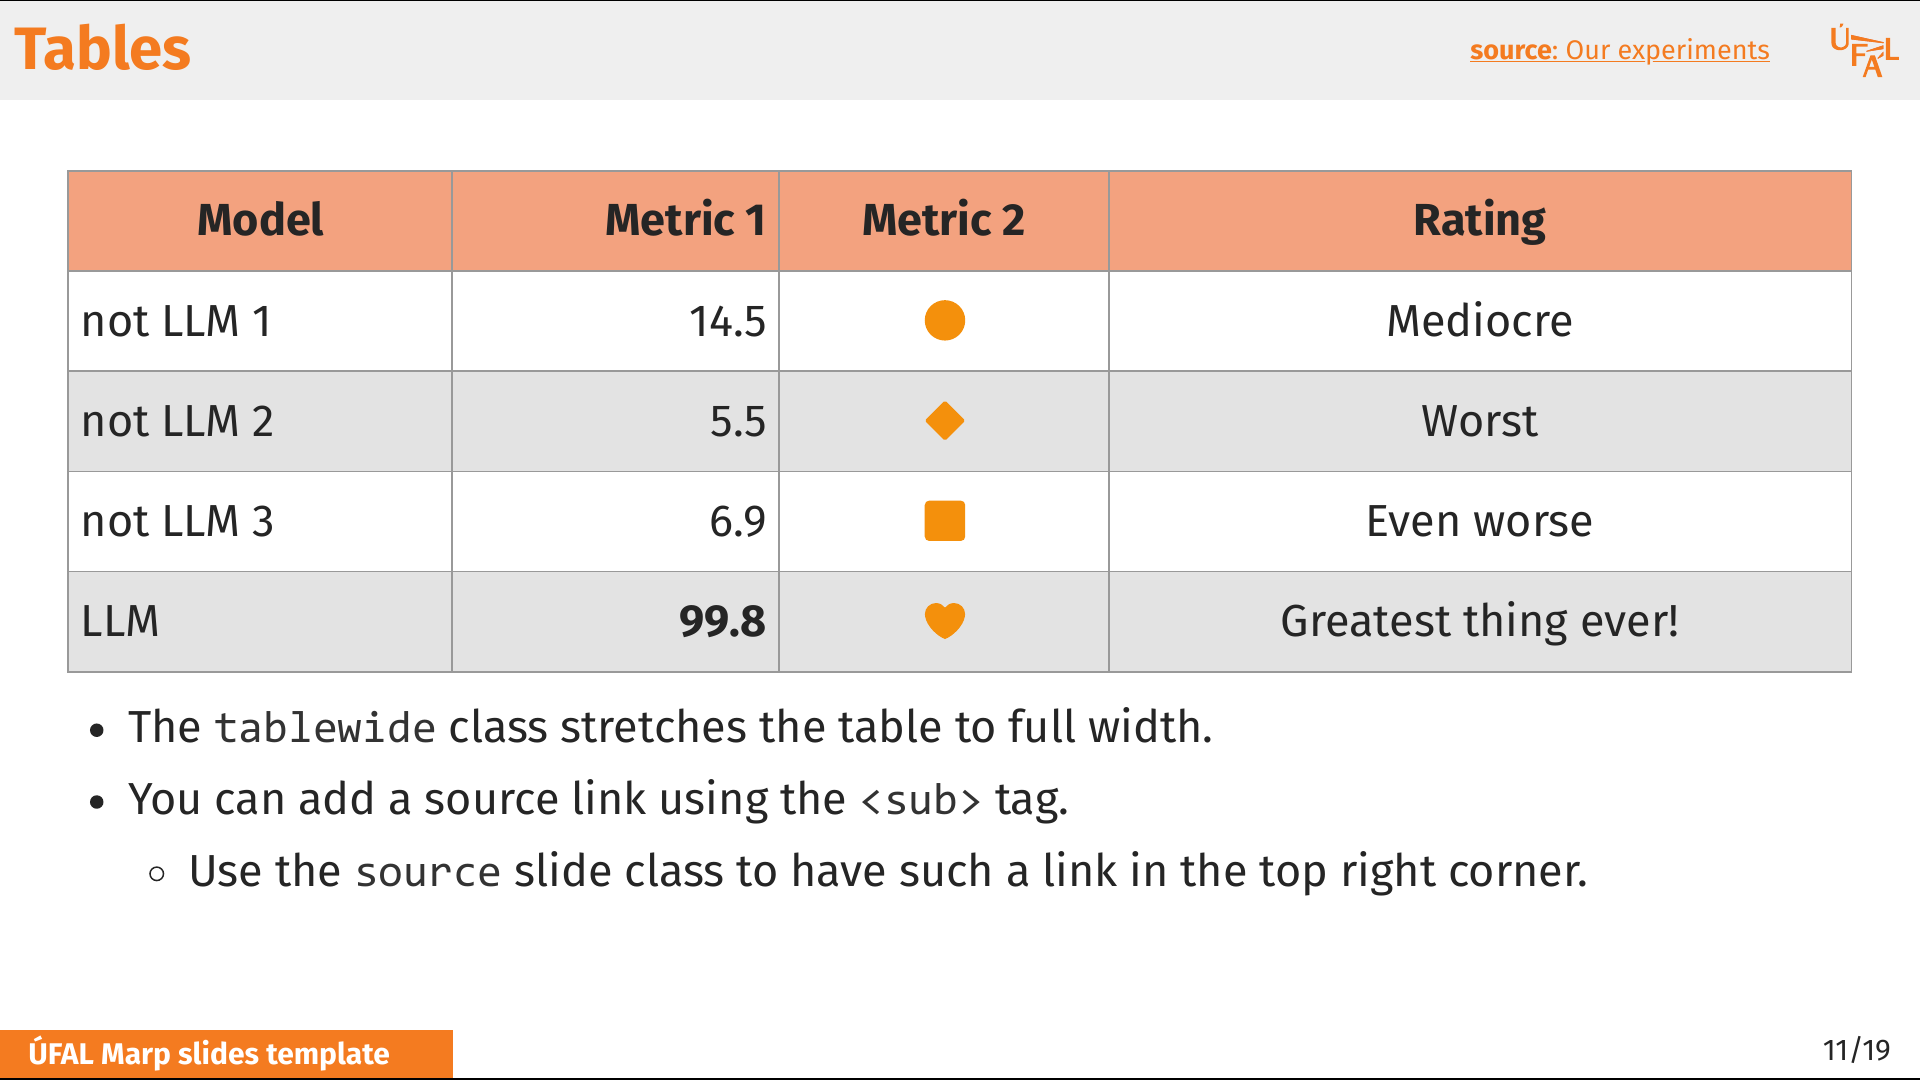 Tables
source: Our experiments
ÚFAL
Model Metric 1 Metric 2 Rating
not LLM 1 14.5 Mediocre
not LLM 2 5.5 Worst
not LLM 3 6.9 Even worse
LLM 99.8 Greatest thing ever!
• The tablewide class stretches the table to full width.
• You can add a source link using the <sub> tag.
◦ Use the source slide class to have such a link in the top right corner.
ÚFAL Marp slides template
11/19